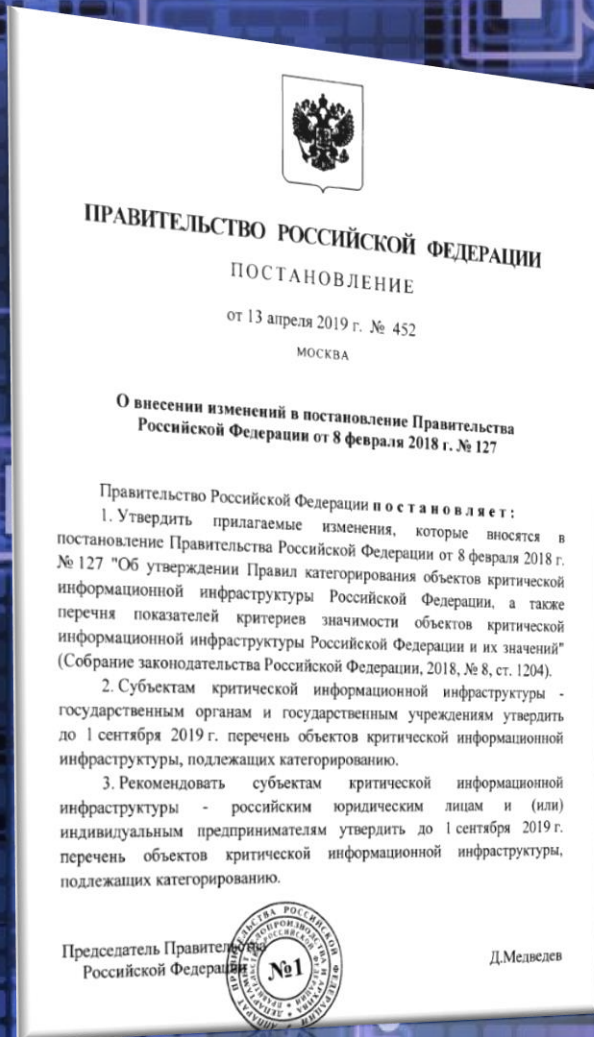 ПРАВИТЕЛЬСТВО РОССИЙСКОЙ ФЕДЕРАЦИИ
ПОСТАНОВЛЕНИЕ
от 13 апреля 2019 г. № 452
МОСКВА
О внесении изменений в постановление Правительства
Российской Федерации от 8 февраля 2018 г. № 127
Правительство Российской Федерации постановляет:
1. Утвердить прилагаемые изменения, которые вносятся в
постановление Правительства Российской Федерации от 8 февраля 2018 г.
№ 127 "Об утверждении Правил категорирования объектов критической
информационной инфраструктуры Российской Федерации, а также
перечня показателей критериев значимости объектов критической
информационной инфраструктуры Российской Федерации и их значений"
(Собрание законодательства Российской Федерации, 2018, № 8, ст. 1204).
2. Субъектам критической информационной инфраструктуры -
государственным органам и государственным учреждениям утвердить
до 1 сентября 2019 г. перечень объектов критической информационной
инфраструктуры, подлежащих категорированию.
3. Рекомендовать субъектам критической информационной
инфраструктуры - российским юридическим лицам и (или)
индивидуальным предпринимателям утвердить до 1 сентября 2019 г.
перечень объектов критической информационной инфраструктуры,
подлежащих категорированию.
Председатель Правительства
Российской Федерации
№1
Д.Медведев